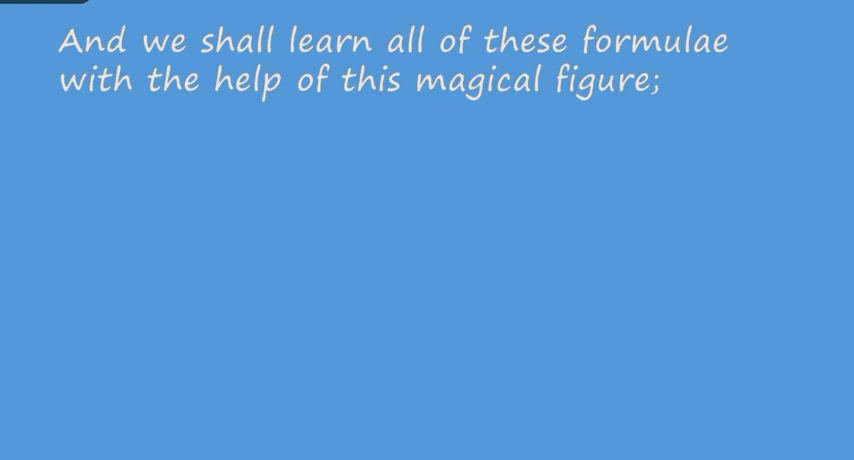 And we shall learn all of these formulae
with the help of this magical figure;